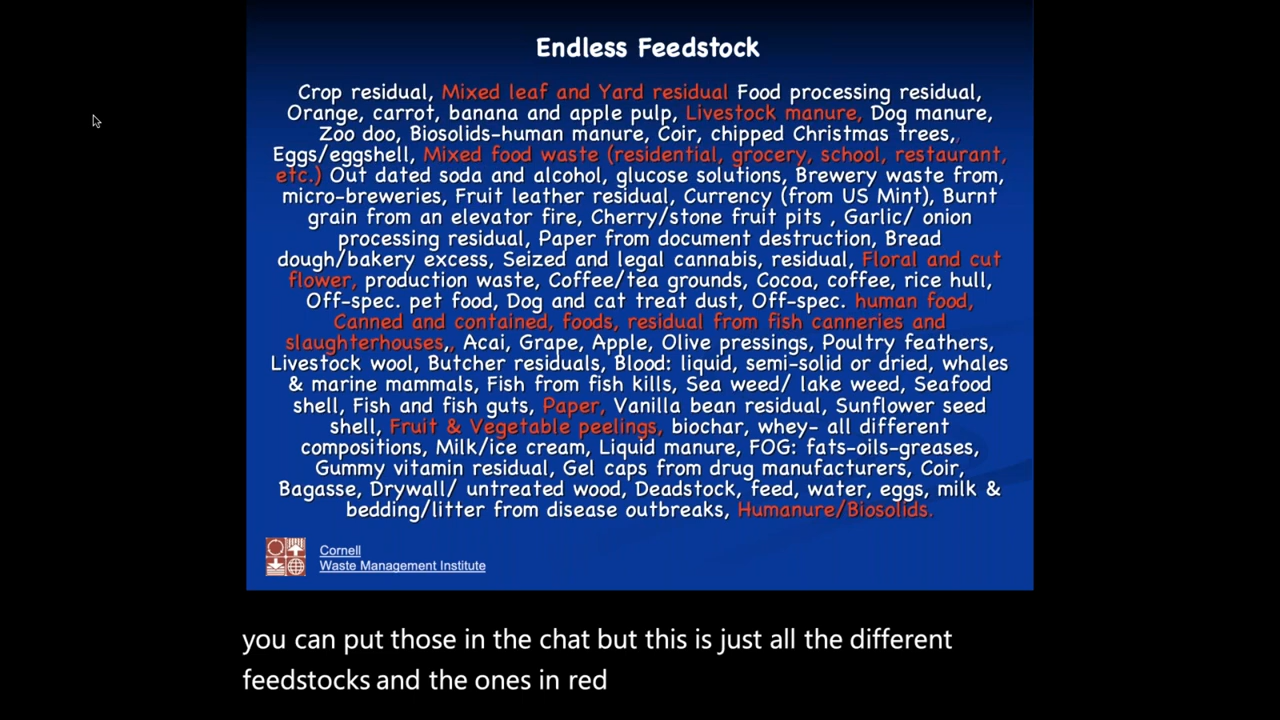 Endless Feedstock
Crop residual, Mixed leaf and Yard residual Food processing residual,
Orange, carrot, banana and apple pulp, Livestock manure, Dog manure,
Zoo doo, Biosolids-human manure, Coir, chipped Christmas trees,,
Eggs/eggshell, Mixed food waste (residential, grocery, school, restaurant,
etc.) Out dated soda and alcohol, glucose solutions, Brewery waste from,
micro-breweries, Fruit leather residual, Currency (from US Mint), Burnt
grain from an elevator fire, Cherry/stone fruit pits , Garlic/ onion
processing residual, Paper from document destruction, Bread
dough/bakery excess, Seized and legal cannabis, residual, Floral and cut
flower, production waste, Coffee/tea grounds, Cocoa, coffee, rice hull,
Off-spec. pet food, Dog and cat treat dust, Off-spec. human food,
Canned and contained, foods, residual from fish canneries and
slaughterhouses,, Acai, Grape, Apple, Olive pressings, Poultry feathers,
Livestock wool, Butcher residuals, Blood: liquid, semi-solid or dried, whales
& marine mammals, Fish from fish kills, Sea weed/ lake weed, Seafood
shell, Fish and fish guts, Paper, Vanilla bean residual, Sunflower seed
shell, Fruit & Vegetable peelings, biochar, whey- all different
compositions, Milk/ice cream, Liquid manure, FOG: fats-oils-greases,
Gummy vitamin residual, Gel caps from drug manufacturers, Coir,
Bagasse, Drywall/ untreated wood, Deadstock, feed, water, eggs, milk &
bedding/litter from disease outbreaks, Humanure/Biosolids.
Cornell
Waste Management Institute
you can put those in the chat but this is just all the different
feedstocks and the ones in red